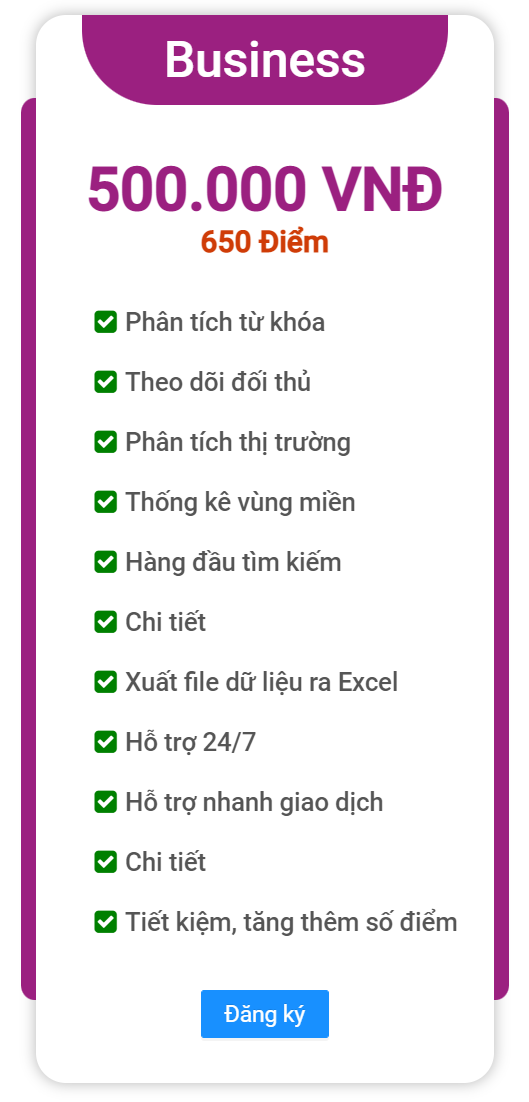 Business
500.000 VNĐ
650 Điểm
Phân tích từ khóa
Theo dõi đối thủ
Phân tích thị trường
Thống kê vùng miền
Hàng đầu tìm kiếm
Chi tiết
Xuất file dữ liệu ra Excel
Hỗ trợ 24/7
Hỗ trợ nhanh giao dịch
Chi tiết
Tiết kiệm, tăng thêm số điểm
Đăng ký